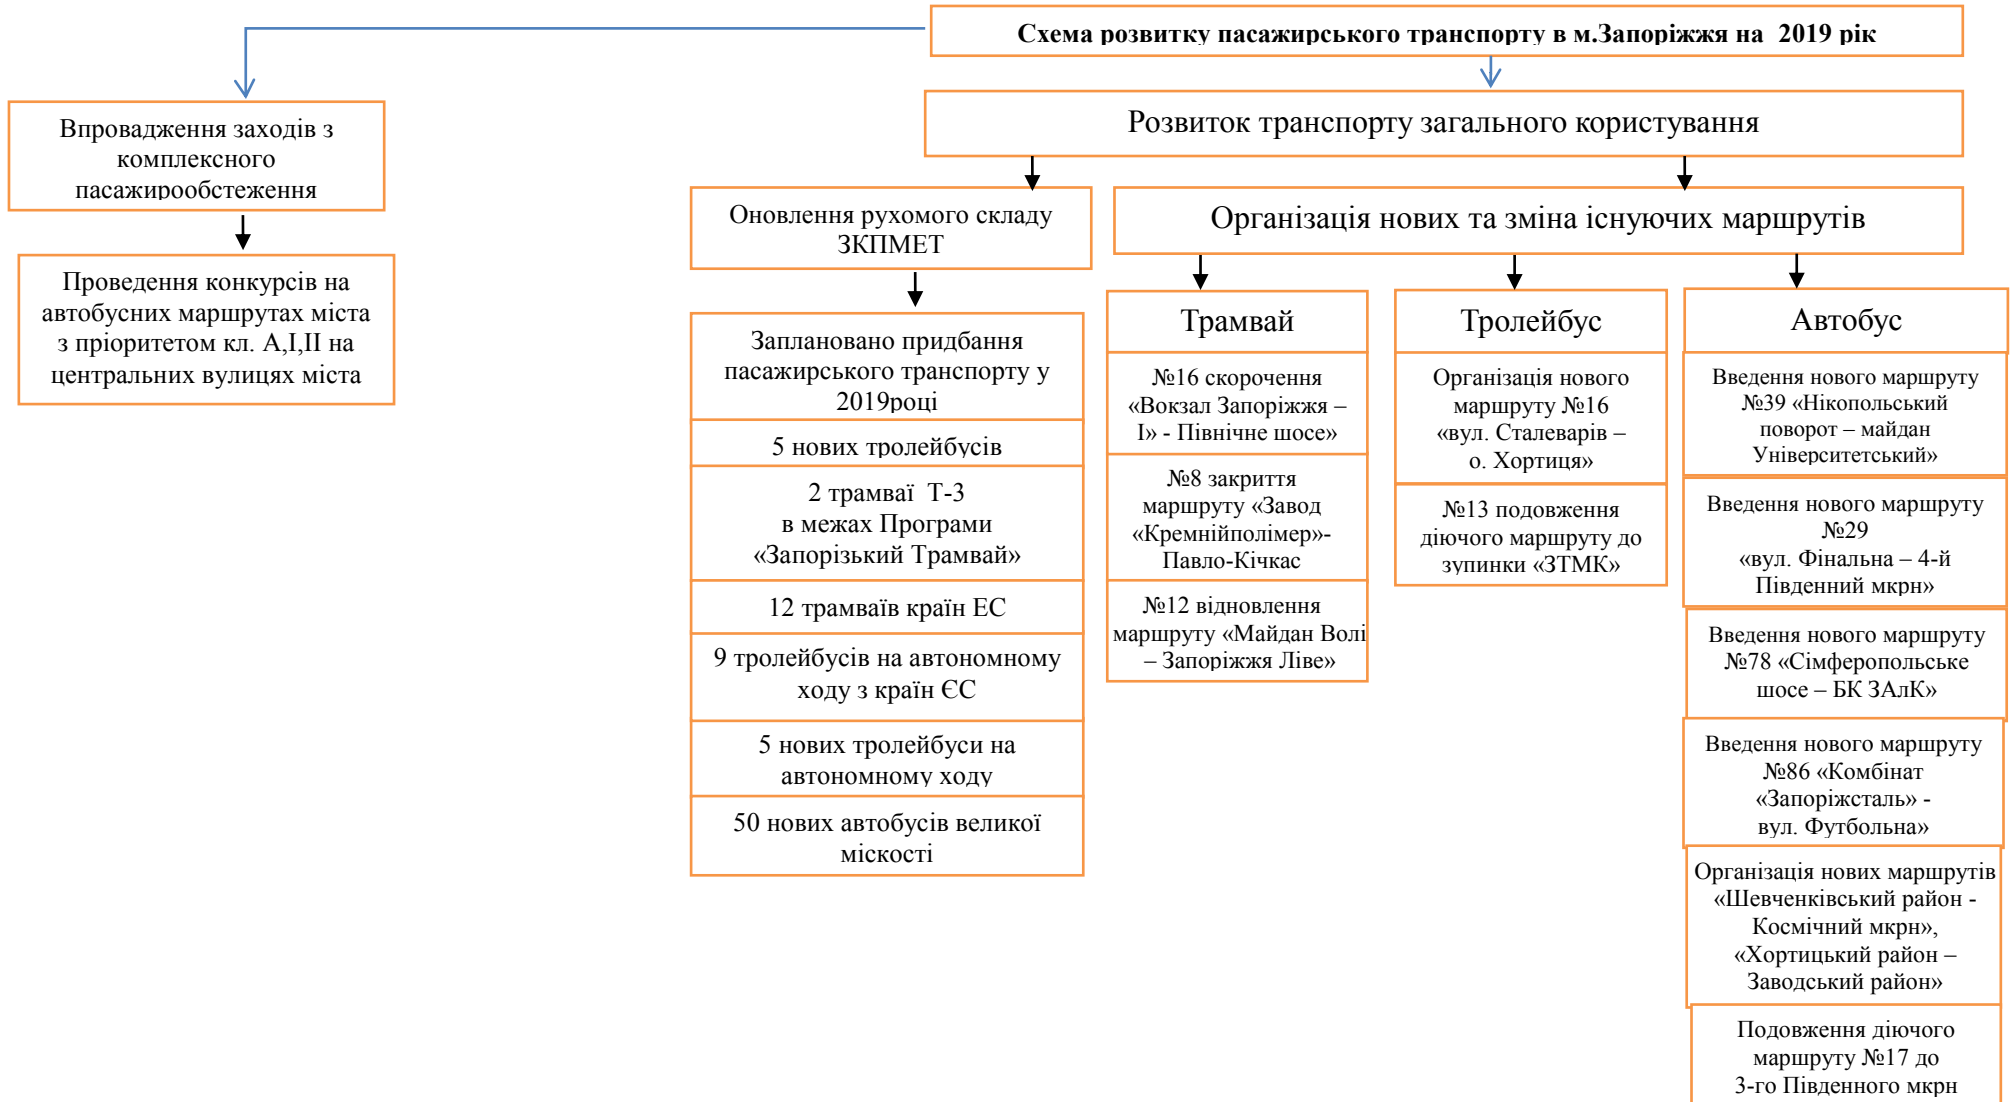 Схема розвитку пасажирського транспорту в м.Запоріжжя на 2019 рік
Впровадження заходів з
комплексного
пасажирообстеження
Проведення конкурсів на
автобусних маршрутах міста
з пріоритетом кл. А,І,ІІ на
центральних вулицях міста
Розвиток транспорту загального користування
Оновлення рухомого складу
ЗКПМЕТ
Заплановано придбання
пасажирського транспорту у
2019році
5 нових тролейбусів
2 трамваї Т-3
в межах Програми
«Запорізький Трамвай»
12 трамваїв країн ЕС
9 тролейбусів на автономному
ходу з країн ЄС
5 нових тролейбуси на
автономному ходу
50 нових автобусів великої
міскості
Організація нових та зміна існуючих маршрутів
Трамвай
№16 скорочення
«Вокзал Запоріжжя –
І» - Північне шосе»
№8 закриття
маршруту «Завод
«Кремнійполімер»-
Павло-Кічкас
№12 відновлення
маршруту «Майдан Волі
– Запоріжжя Ліве»
Тролейбус
Організація нового
маршруту №16
«вул. Сталеварів –
о. Хортиця»
№13 подовження
діючого маршруту до
зупинки «ЗТМК»
Автобус
Введення нового маршруту
№39 «Нікопольський
поворот – майдан
Університетський»
Введення нового маршруту
№29
«вул. Фінальна – 4-й
Південний мкрн»
Введення нового маршруту
№78 «Сімферопольське
шосе – БК ЗАлК»
Введення нового маршруту
№86 «Комбінат
«Запоріжсталь» -
вул. Футбольна»
Організація нових маршрутів
«Шевченківський район -
Космічний мкрн»,
«Хортицький район –
Заводський район»
Подовження діючого
маршруту №17 до
3-го Південного мкрн